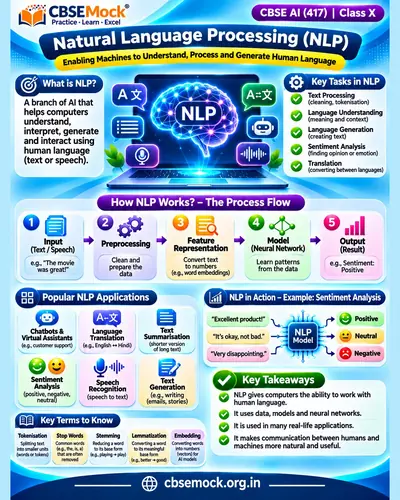 CBSEMock
Practice • Learn • Excel
CBSE AI (417) | Class X
Natural Language Processing (NLP)
Enabling Machines to Understand, Process and Generate Human Language
What is NLP?
A branch of AI that
helps computers
understand,
interpret, generate
and interact using
human language
(text or speech).
NLP
Key Tasks in NLP
Text Processing
(cleaning, tokenisation)
Language Understanding
(meaning and context)
Language Generation
(creating text)
Sentiment Analysis
(finding opinion or emotion)
Translation
(converting between languages)
How NLP Works? – The Process Flow
1
Input
(Text / Speech)
e.g., "The movie
was great!"
2
Preprocessing
Clean and
prepare the
data
3
Feature
Representation
Convert text
to numbers
(e.g., word embeddings)
4
Model
(Neural Network)
Learn patterns
from the data
5
Output
(Result)
e.g., Sentiment:
Positive
Popular NLP Applications
Chatbots &
Virtual Assistants
(e.g., customer support)
Language
Translation
(e.g., English → Hindi)
Text
Summarisation
(shorter version
of long text)
Sentiment
Analysis
(positive, negative,
neutral)
Speech
Recognition
(speech to text)
Text
Generation
(e.g., writing
emails, stories)
NLP in Action – Example: Sentiment Analysis
"Excellent product!"
"It's okay, not bad."
"Very disappointing."
NLP
Model
Positive
Neutral
Negative
Key Takeaways
NLP gives computers the ability to work with
human language.
It uses data, models and neural networks.
It is used in many real-life applications.
It makes communication between humans and
machines more natural and useful.
Key Terms to Know
Tokenisation
Splitting text
into smaller units
(words or tokens)
Stop Words
Common words
(e.g., the, is, a)
that are often
removed
Stemming
Reducing a word
to its base form
(e.g., playing → play)
Lemmatization
Converting a word
to its meaningful
base form
(e.g., better → good)
Embedding
Converting words
into numbers
(vector) for
AI models
cbsemock.org.in